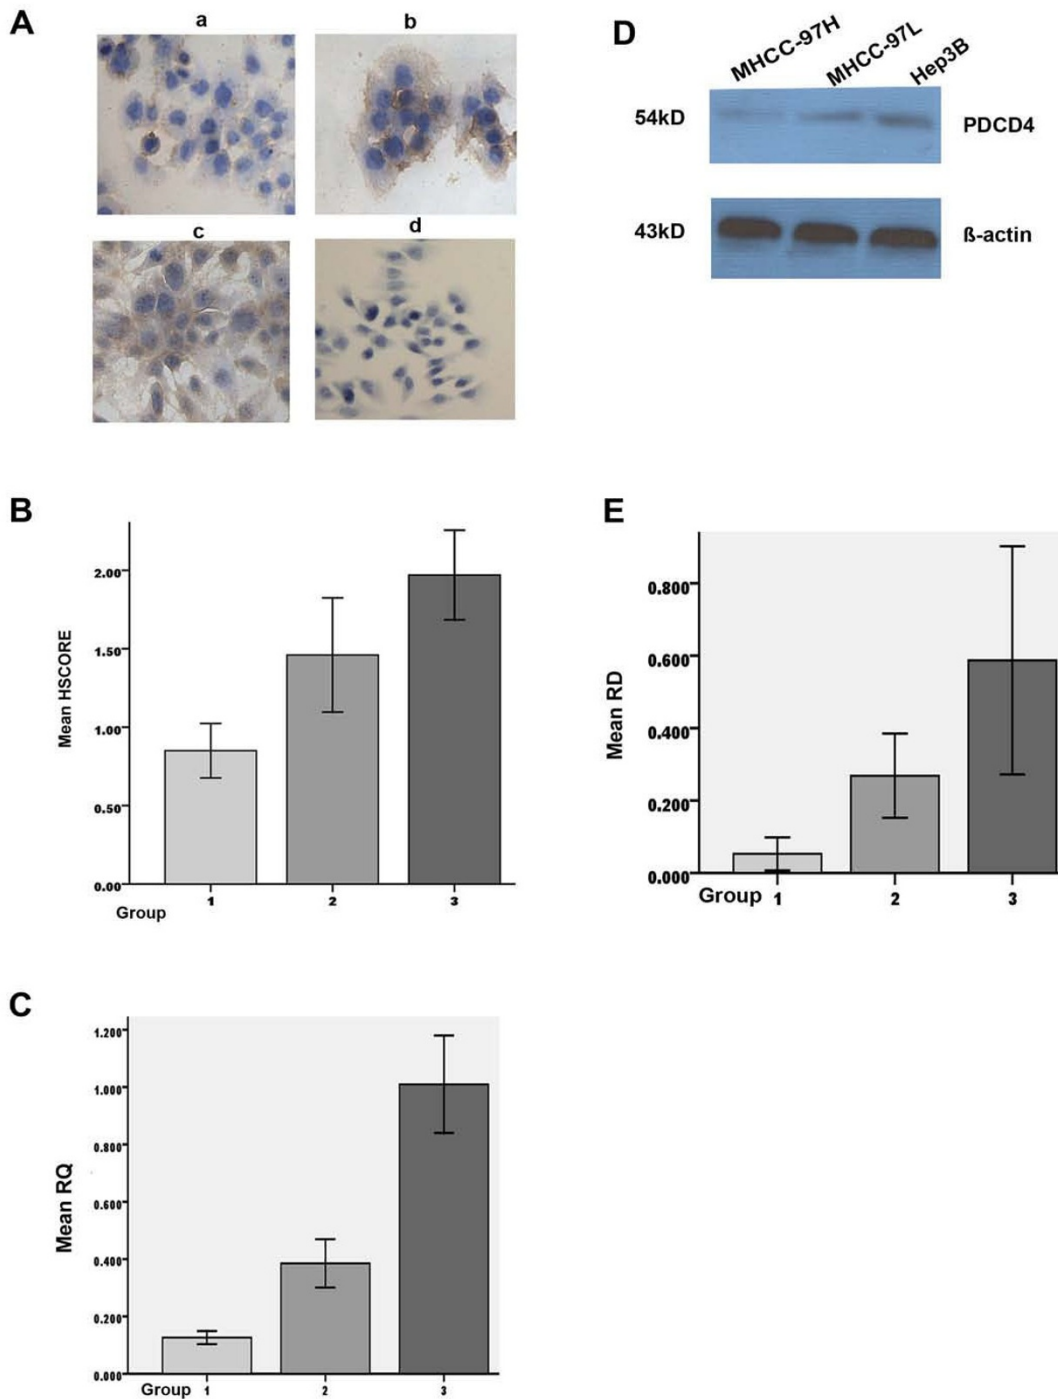 A
a
b
c
d
D
MHCC-97H
MHCC-97L
Hep3B
54kD
PDCD4
43kD
ß-actin
B
Mean HSCORE
2.00
1.50
1.00
0.50
0.00
Group
1
2
3
E
Mean RD
0.800
0.600
0.400
0.200
0.000
Group
1
2
3
C
Mean RQ
1.200
1.000
0.800
0.600
0.400
0.200
0.000
Group
1
2
3